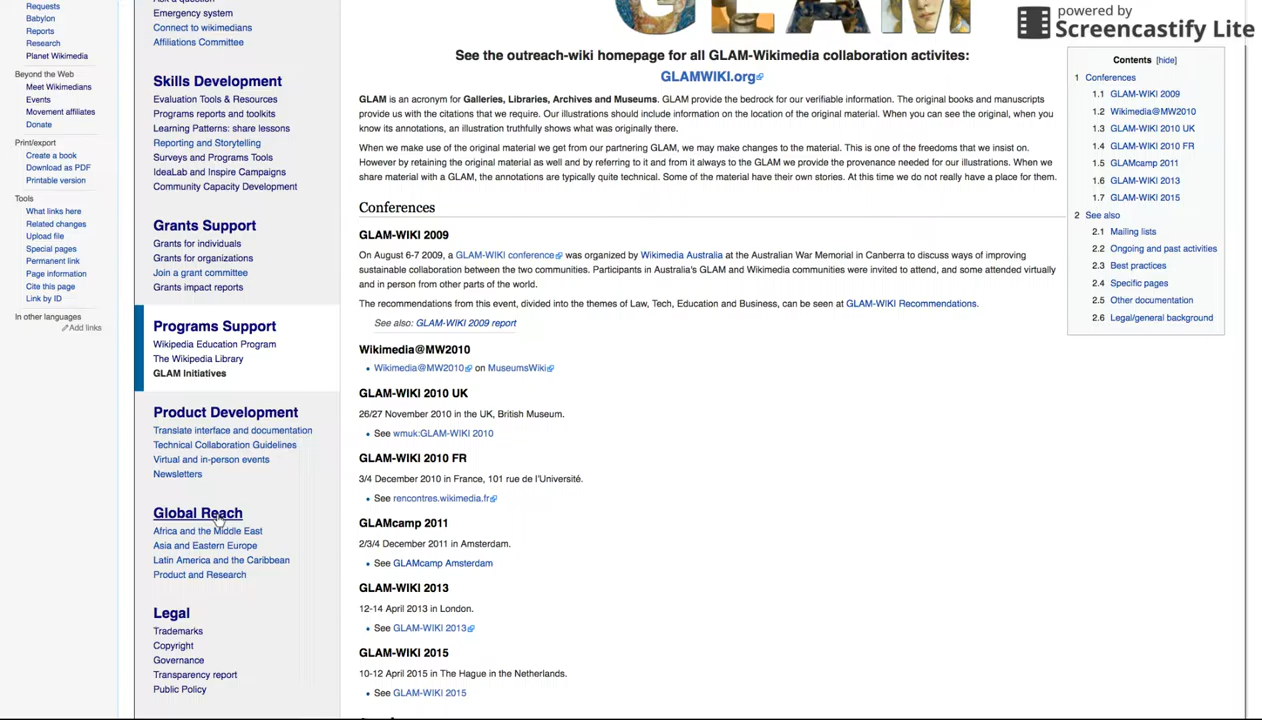 Requests
Babylon
Reports
Research
Planet Wikimedia
Beyond the Web
Meet Wikimedians
Events
Movement affiliates
Donate
Print/export
Create a book
Download as PDF
Printable version
Tools
What links here
Related changes
Upload file
Special pages
Permanent link
Page information
Cite this page
Link by ID
In other languages
Add links
Emergency system
Connect to wikimedians
Affiliations Committee
Skills Development
Evaluation Tools & Resources
Programs reports and toolkits
Learning Patterns: share lessons
Reporting and Storytelling
Surveys and Programs Tools
IdeaLab and Inspire Campaigns
Community Capacity Development
Grants Support
Grants for individuals
Grants for organizations
Join a grant committee
Grants impact reports
Programs Support
Wikipedia Education Program
The Wikipedia Library
GLAM Initiatives
Product Development
Translate interface and documentation
Technical Collaboration Guidelines
Virtual and in-person events
Newsletters
Global Reach
Africa and the Middle East
Asia and Eastern Europe
Latin America and the Caribbean
Product and Research
Legal
Trademarks
Copyright
Governance
Transparency report
Public Policy
GLAM
See the outreach-wiki homepage for all GLAM-Wikimedia collaboration activites:
GLAMWIKI.org
GLAM is an acronym for Galleries, Libraries, Archives and Museums. GLAM provide the bedrock for our verifiable information. The original books and manuscripts
provide us with the citations that we require. Our illustrations should include information on the location of the original material. When you can see the original, when you
know its annotations, an illustration truthfully shows what was originally there.
When we make use of the original material we get from our partnering GLAM, we may make changes to the material. This is one of the freedoms that we insist on.
However by retaining the original material as well and by referring to it and from it always to the GLAM we provide the provenance needed for our illustrations. When we
share material with a GLAM, the annotations are typically quite technical. Some of the material have their own stories. At this time we do not really have a place for them.
Conferences
GLAM-WIKI 2009
On August 6-7 2009, a GLAM-WIKI conference was organized by Wikimedia Australia at the Australian War Memorial in Canberra to discuss ways of improving
sustainable collaboration between the two communities. Participants in Australia's GLAM and Wikimedia communities were invited to attend, and some attended virtually
and in person from other parts of the world.
The recommendations from this event, divided into the themes of Law, Tech, Education and Business, can be seen at GLAM-WIKI Recommendations.
See also: GLAM-WIKI 2009 report
Wikimedia@MW2010
• Wikimedia@MW2010 on MuseumsWiki
GLAM-WIKI 2010 UK
26/27 November 2010 in the UK, British Museum.
• See wmuk:GLAM-WIKI 2010
GLAM-WIKI 2010 FR
3/4 December 2010 in France, 101 rue de l'Université.
• See rencontres.wikimedia.fr
GLAMcamp 2011
2/3/4 December 2011 in Amsterdam.
• See GLAMcamp Amsterdam
GLAM-WIKI 2013
12-14 April 2013 in London.
• See GLAM-WIKI 2013
GLAM-WIKI 2015
10-12 April 2015 in The Hague in the Netherlands.
• See GLAM-WIKI 2015
powered by
Screencastify Lite
Contents [hide]
1 Conferences
1.1 GLAM-WIKI 2009
1.2 Wikimedia@MW2010
1.3 GLAM-WIKI 2010 UK
1.4 GLAM-WIKI 2010 FR
1.5 GLAMcamp 2011
1.6 GLAM-WIKI 2013
1.7 GLAM-WIKI 2015
2 See also
2.1 Mailing lists
2.2 Ongoing and past activities
2.3 Best practices
2.4 Specific pages
2.5 Other documentation
2.6 Legal/general background